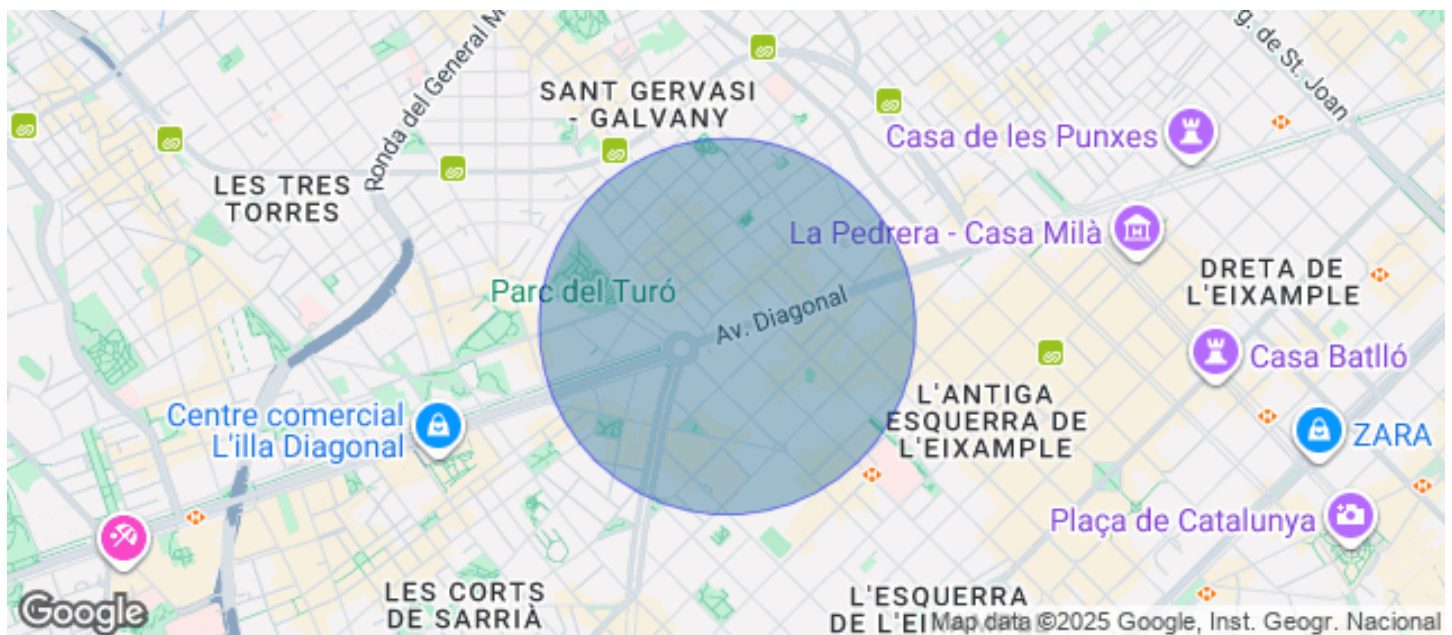 Ronda del General M
g. de St. Joan
SANT GERVASI
- GALVANY
Casa de les Punxes
LES TRES
TORRES
La Pedrera - Casa Milà
DRETA DE
L'EIXAMPLE
Parc del Turó
Av. Diagonal
Casa Batlló
L'ANTIGA
ESQUERRA DE
L'EIXAMPLE
Centre comercial
L'illa Diagonal
ZARA
Plaça de Catalunya
LES CORTS
DE SARRIÀ
L'ESQUERRA
DE L'EI
Google
Map data ©2025 Google, Inst. Geogr. Nacional